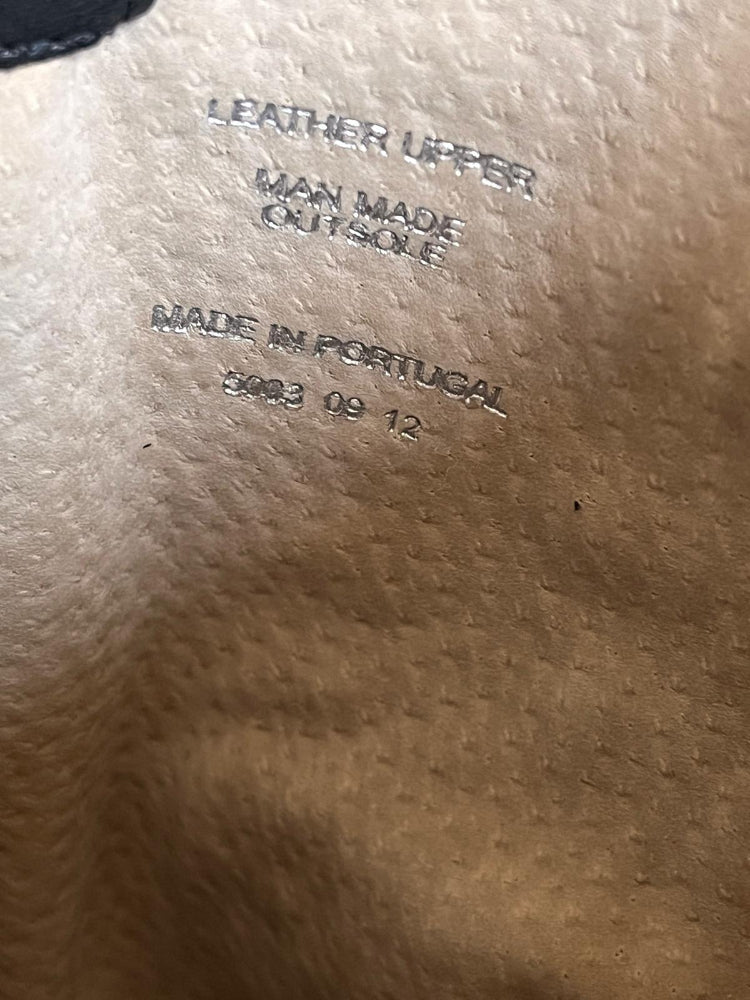 LEATHER UPPER
MAN MADE
OUTSOLE
MADE IN PORTUGAL
09 12